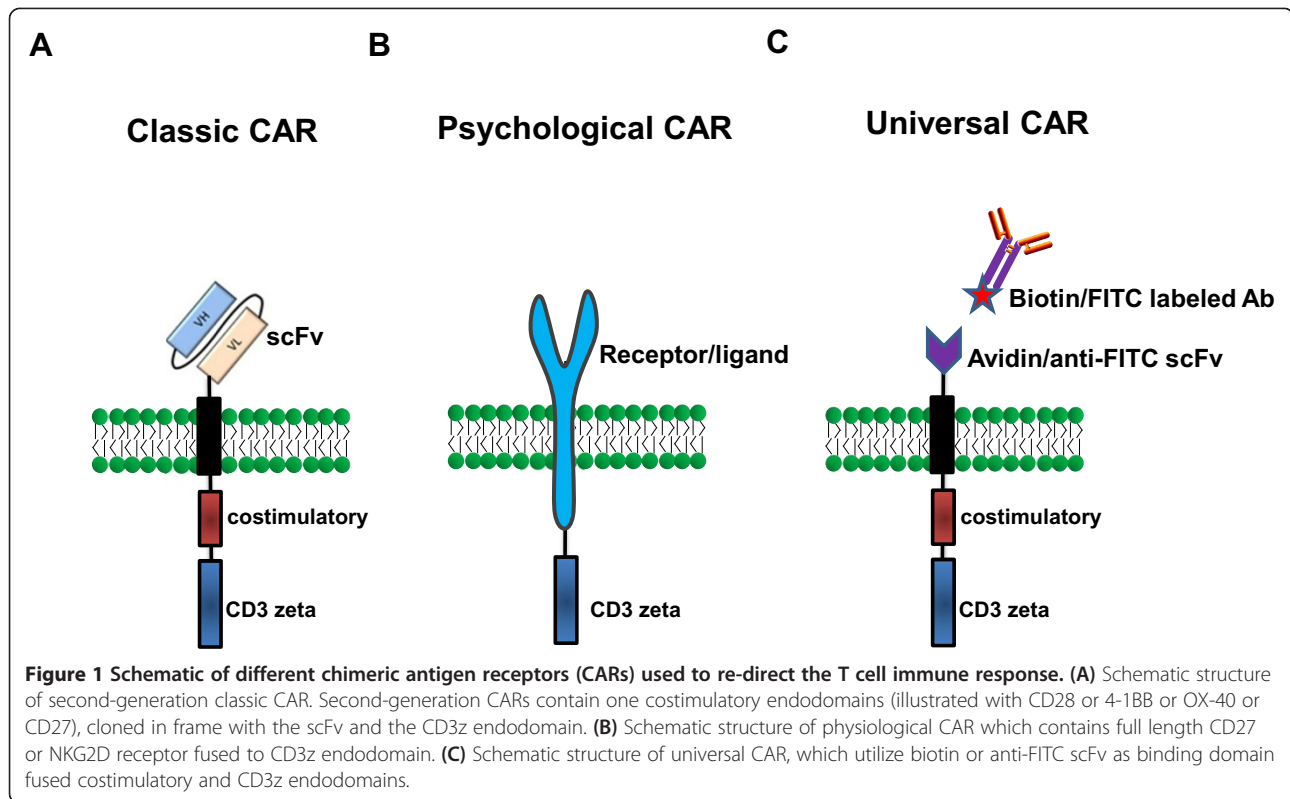 A
B
C
Classic CAR
Psychological CAR
Universal CAR
VH
VL
scFv
Receptor/ligand
Biotin/FITC labeled Ab
Avidin/anti-FITC scFv
costimulatory
costimulatory
CD3 zeta
CD3 zeta
CD3 zeta
Figure 1 Schematic of different chimeric antigen receptors (CARs) used to re-direct the T cell immune response. (A) Schematic structure
of second-generation classic CAR. Second-generation CARs contain one costimulatory endodomains (illustrated with CD28 or 4-1BB or OX-40 or
CD27), cloned in frame with the scFv and the CD3z endodomain. (B) Schematic structure of physiological CAR which contains full length CD27
or NKG2D receptor fused to CD3z endodomain. (C) Schematic structure of universal CAR, which utilize biotin or anti-FITC scFv as binding domain
fused costimulatory and CD3z endodomains.